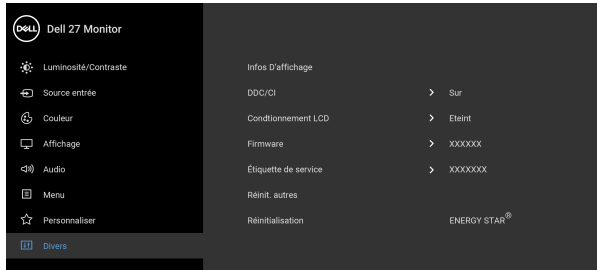 DELL Dell 27 Monitor
Luminosité/Contraste
Source entrée
Couleur
Affichage
Audio
Menu
Personnaliser
Divers
Infos D'affichage
DDC/CI > Sur
Condtionnement LCD > Eteint
Firmware > XXXXXX
Étiquette de service > XXXXXXX
Réinit. autres
Réinitialisation ENERGY STAR®